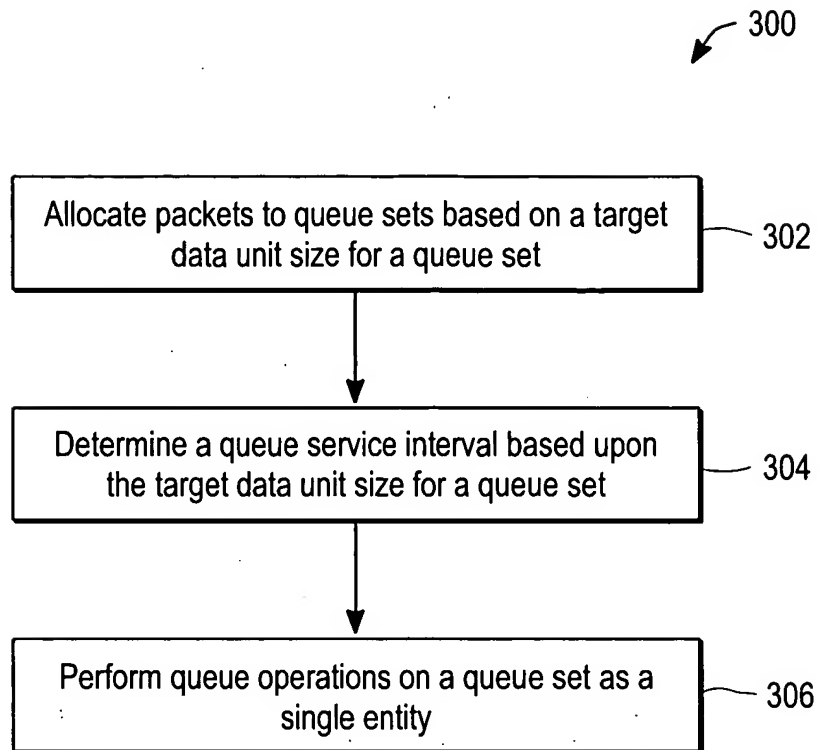 300
Allocate packets to queue sets based on a target
data unit size for a queue set
302
Determine a queue service interval based upon
the target data unit size for a queue set
304
Perform queue operations on a queue set as a
single entity
306